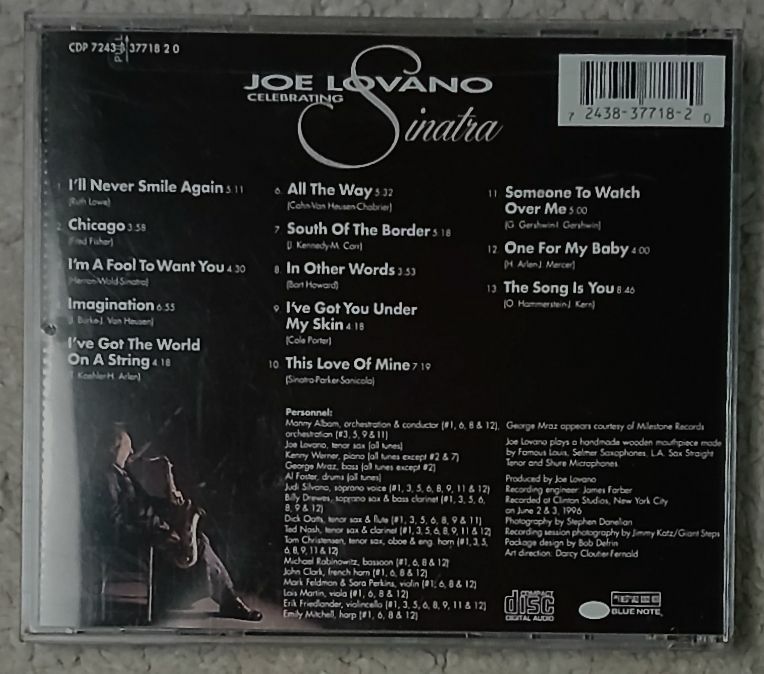 CDP 7243 37718 2 0
JOE LOVANO
CELEBRATING
Sinatra
7 2438-37718-2 0
1. I'll Never Smile Again 5:11
(Ruth Lowe)
2. Chicago 3:58
(Fred Fisher)
I'm A Fool To Want You 4:30
(Herron-Wolf-Sinatra)
Imagination 6:55
(J. Burke-J. Van Heusen)
I've Got The World
On A String 4:18
(T. Koehler-H. Arlen)
6. All The Way 5:32
(Cahn-Van Heusen-Chabrier)
7. South Of The Border 5:18
(J. Kennedy-M. Carr)
8. In Other Words 3:53
(Bart Howard)
9. I've Got You Under
My Skin 4:18
(Cole Porter)
10. This Love Of Mine 7:19
(Sinatra-Parker-Sanicola)
11. Someone To Watch
Over Me 5:00
(G. Gershwin-I. Gershwin)
12. One For My Baby 4:00
(H. Arlen-J. Mercer)
13. The Song Is You 8:46
(O. Hammerstein-J. Kern)
Personnel:
Manny Albam, orchestration & conductor (#1, 6, 8 & 12),
orchestration (#3, 5, 9 & 11)
Joe Lovano, tenor sax (all tunes)
Kenny Werner, piano (all tunes except #2 & 7)
George Mraz, bass (all tunes except #2)
Al Foster, drums (all tunes)
Judi Silvano, soprano voice (#1, 3, 5, 6, 8, 9, 11 & 12)
Billy Drewes, soprano sax & bass clarinet (#1, 3, 5, 6,
8, 9 & 12)
Dick Oatts, tenor sax & flute (#1, 3, 5, 6, 8, 9 & 11)
Ted Nash, tenor sax & clarinet (#1, 3, 5, 6, 8, 9, 11 & 12)
Tom Christensen, tenor sax, oboe & eng. horn (#1, 3, 5,
6, 8, 9, 11 & 12)
Michael Rabinowitz, bassoon (#1, 6, 8 & 12)
John Clark, french horn (#1, 6, 8 & 12)
Mark Feldman & Sara Perkins, violin (#1, 6, 8 & 12)
Lois Martin, viola (#1, 6, 8 & 12)
Erik Friedlander, violincello (#1, 3, 5, 6, 8, 9, 11 & 12)
Emily Mitchell, harp (#1, 6, 8 & 12)
George Mraz appears courtesy of Milestone Records
Joe Lovano plays a handmade wooden mouthpiece made
by Famous Louis, Selmer Saxophones, L.A. Sax Straight
Tenor and Shure Microphones.
Produced by Joe Lovano
Recording engineer: James Farber
Recorded at Clinton Studios, New York City
on June 2 & 3, 1996
Photography by Stephen Danelian
Recording session photography by Jimmy Katz/Giant Steps
Package design by Bob Defrin
Art direction: Darcy Cloutier-Fernald
COMPACT
disc
DIGITAL AUDIO
BLUE NOTE